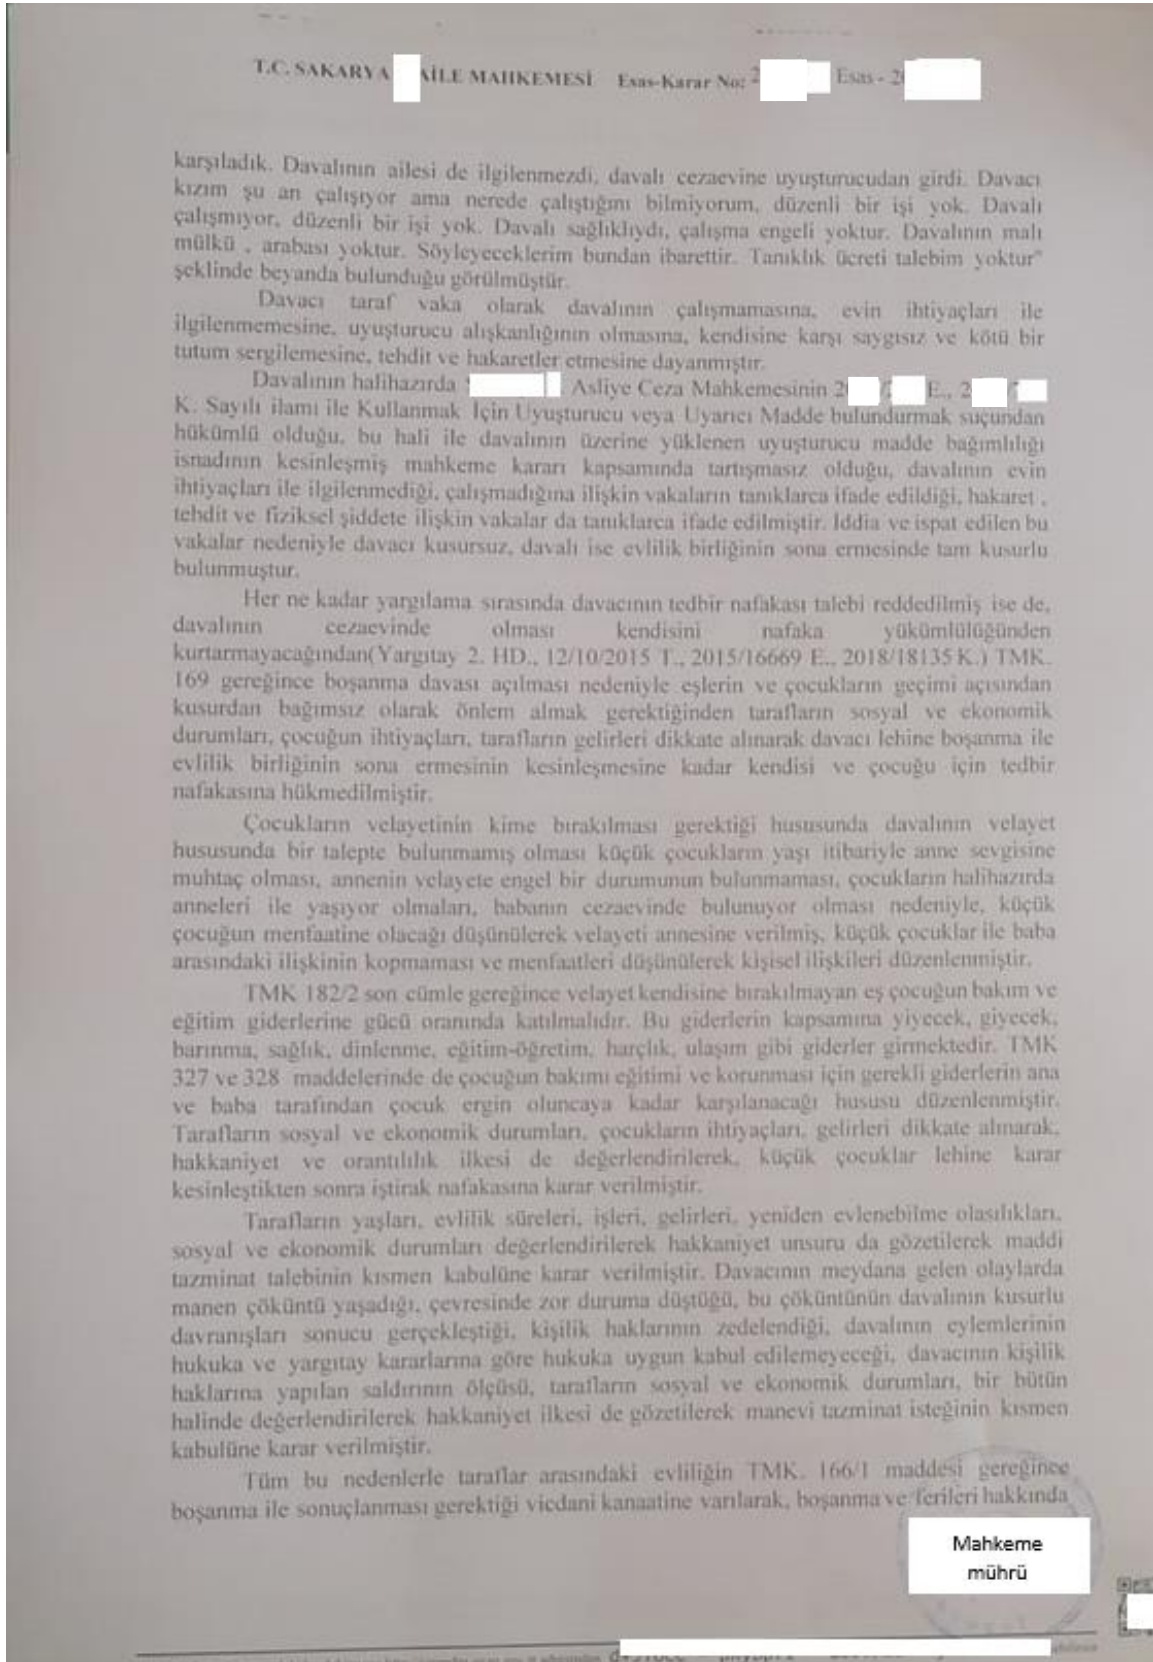 T.C. SAKARYA AİLE MAHKEMESİ Esas-Karar No: 2 Esas - 20
karşıladık. Davalının ailesi de ilgilenmezdi, davalı cezaevine uyuşturucudan girdi. Davacı
kızım şu an çalışıyor ama nerede çalıştığını bilmiyorum, düzenli bir işi yok. Davalı
çalışmıyor, düzenli bir işi yok. Davalı sağlıklıydı, çalışma engeli yoktur. Davalının malı
mülkü , arabası yoktur. Söyleyeceklerim bundan ibarettir. Tanıklık ücreti talebim yoktur"
şeklinde beyanda bulunduğu görülmüştür.
Davacı taraf vaka olarak davalının çalışmamasına, evin ihtiyaçları ile
ilgilenmemesine, uyuşturucu alışkanlığının olmasına, kendisine karşı saygısız ve kötü bir
tutum sergilemesine, tehdit ve hakaretler etmesine dayanmıştır.
Davalının halihazırda Asliye Ceza Mahkemesinin 2 / E., 2 /
K. Sayılı ilamı ile Kullanmak İçin Uyuşturucu veya Uyarıcı Madde bulundurmak suçundan
hükümlü olduğu, bu hali ile davalının üzerine yüklenen uyuşturucu madde bağımlılığı
isnadının kesinleşmiş mahkeme kararı kapsamında tartışmasız olduğu, davalının evin
ihtiyaçları ile ilgilenmediği, çalışmadığına ilişkin vakaların tanıklarca ifade edildiği, hakaret ,
tehdit ve fiziksel şiddete ilişkin vakalar da tanıklarca ifade edilmiştir. İddia ve ispat edilen bu
vakalar nedeniyle davacı kusursuz, davalı ise evlilik birliğinin sona ermesinde tam kusurlu
bulunmuştur.
Her ne kadar yargılama sırasında davacının tedbir nafakası talebi reddedilmiş ise de,
davalının cezaevinde olması kendisini nafaka yükümlülüğünden
kurtarmayacağından(Yargıtay 2. HD., 12/10/2015 T., 2015/16669 E., 2018/18135 K.) TMK.
169 gereğince boşanma davası açılması nedeniyle eşlerin ve çocukların geçimi açısından
kusurdan bağımsız olarak önlem almak gerektiğinden tarafların sosyal ve ekonomik
durumları, çocuğun ihtiyaçları, tarafların gelirleri dikkate alınarak davacı lehine boşanma ile
evlilik birliğinin sona ermesinin kesinleşmesine kadar kendisi ve çocuğu için tedbir
nafakasına hükmedilmiştir.
Çocukların velayetinin kime bırakılması gerektiği hususunda davalının velayet
hususunda bir talepte bulunmamış olması küçük çocukların yaşı itibariyle anne sevgisine
muhtaç olması, annenin velayete engel bir durumunun bulunmaması, çocukların halihazırda
anneleri ile yaşıyor olmaları, babanın cezaevinde bulunuyor olması nedeniyle, küçük
çocuğun menfaatine olacağı düşünülerek velayeti annesine verilmiş, küçük çocuklar ile baba
arasındaki ilişkinin kopmaması ve menfaatleri düşünülerek kişisel ilişkileri düzenlenmiştir.
TMK 182/2 son cümle gereğince velayet kendisine bırakılmayan eş çocuğun bakım ve
eğitim giderlerine gücü oranında katılmalıdır. Bu giderlerin kapsamına yiyecek, giyecek,
barınma, sağlık, dinlenme, eğitim-öğretim, harçlık, ulaşım gibi giderler girmektedir. TMK
327 ve 328 maddelerinde de çocuğun bakımı eğitimi ve korunması için gerekli giderlerin ana
ve baba tarafından çocuk ergin oluncaya kadar karşılanacağı hususu düzenlenmiştir.
Tarafların sosyal ve ekonomik durumları, çocukların ihtiyaçları, gelirleri dikkate alınarak,
hakkaniyet ve orantılılık ilkesi de değerlendirilerek, küçük çocuklar lehine karar
kesinleştikten sonra iştirak nafakasına karar verilmiştir.
Tarafların yaşları, evlilik süreleri, işleri, gelirleri, yeniden evlenebilme olasılıkları,
sosyal ve ekonomik durumları değerlendirilerek hakkaniyet unsuru da gözetilerek maddi
tazminat talebinin kısmen kabulüne karar verilmiştir. Davacının meydana gelen olaylarda
manen çöküntü yaşadığı, çevresinde zor duruma düştüğü, bu çöküntünün davalının kusurlu
davranışları sonucu gerçekleştiği, kişilik haklarının zedelendiği, davalının eylemlerinin
hukuka ve yargıtay kararlarına göre hukuka uygun kabul edilemeyeceği, davacının kişilik
haklarına yapılan saldırının ölçüsü, tarafların sosyal ve ekonomik durumları, bir bütün
halinde değerlendirilerek hakkaniyet ilkesi de gözetilerek manevi tazminat isteğinin kısmen
kabulüne karar verilmiştir.
Tüm bu nedenlerle taraflar arasındaki evliliğin TMK. 166/1 maddesi gereğince
boşanma ile sonuçlanması gerektiği vicdani kanaatine varılarak, boşanma ve ferileri hakkında
Mahkeme
mührü